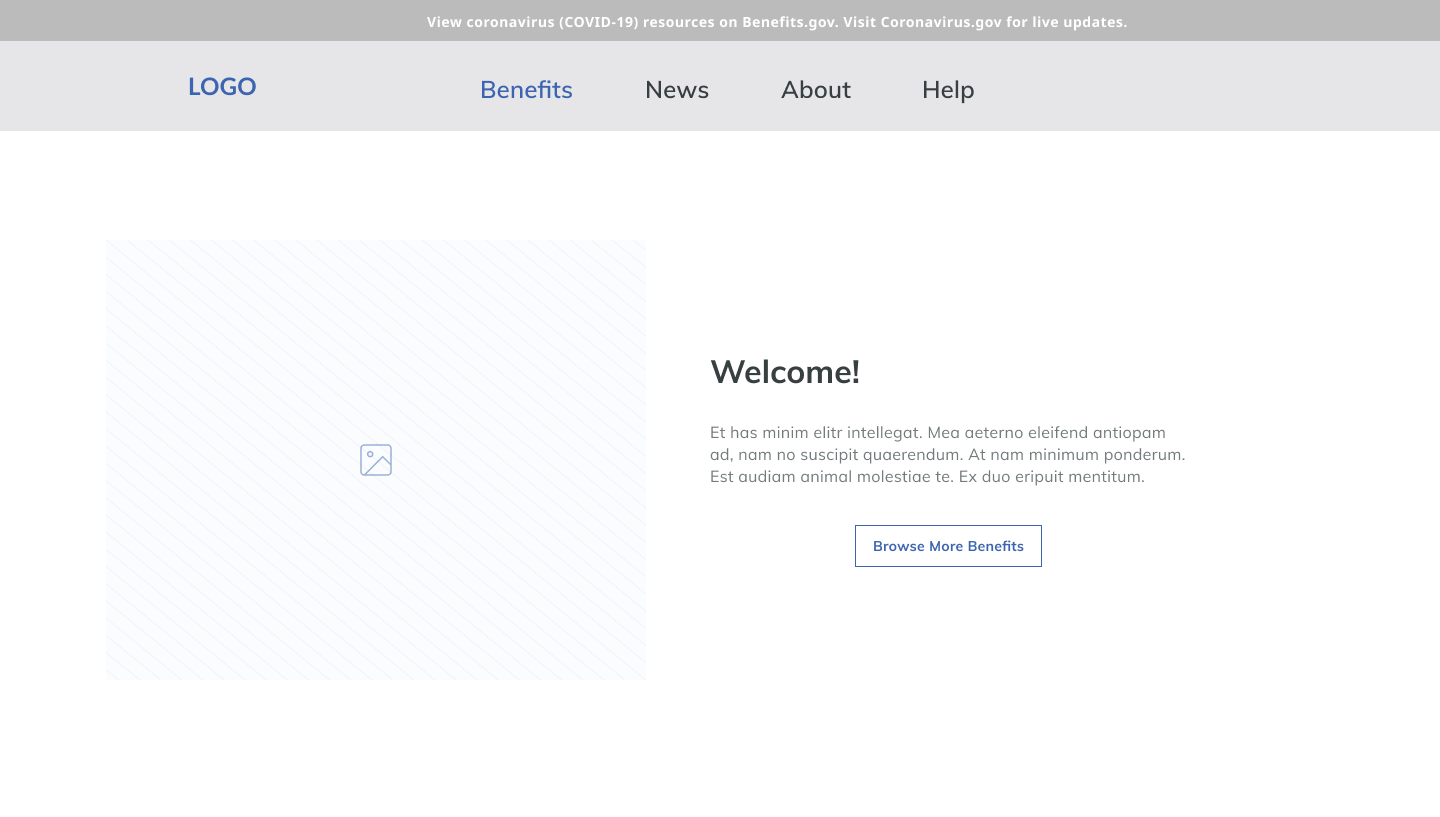 View coronavirus (COVID-19) resources on Benefits.gov. Visit Coronavirus.gov for live updates.
LOGO
Benefits
News
About
Help
Welcome!
Et has minim elitr intellegat. Mea aeterno eleifend antiopam
ad, nam no suscipit quaerendum. At nam minimum ponderum.
Est audiam animal molestiae te. Ex duo eripuit mentitum.
Browse More Benefits